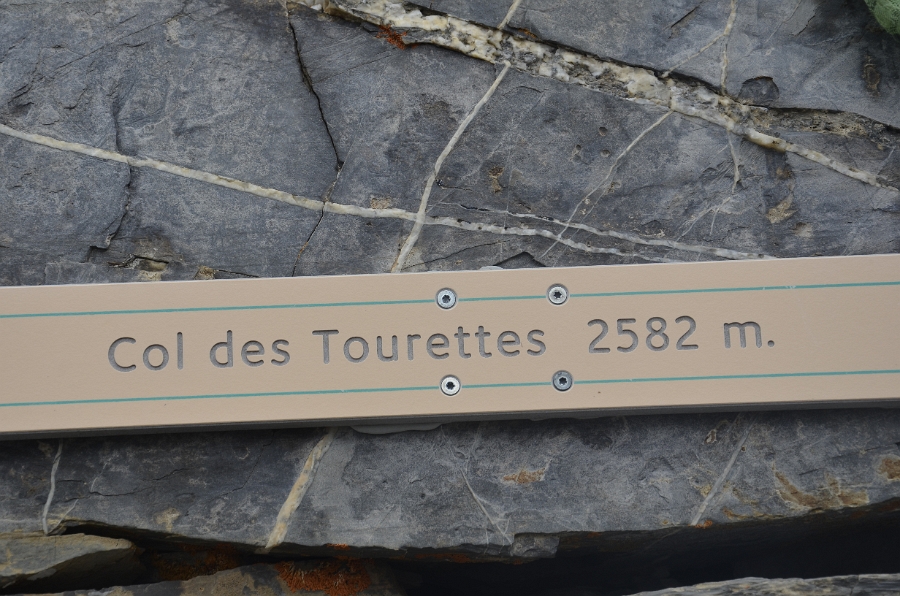 Col des Tourettes 2582 m.